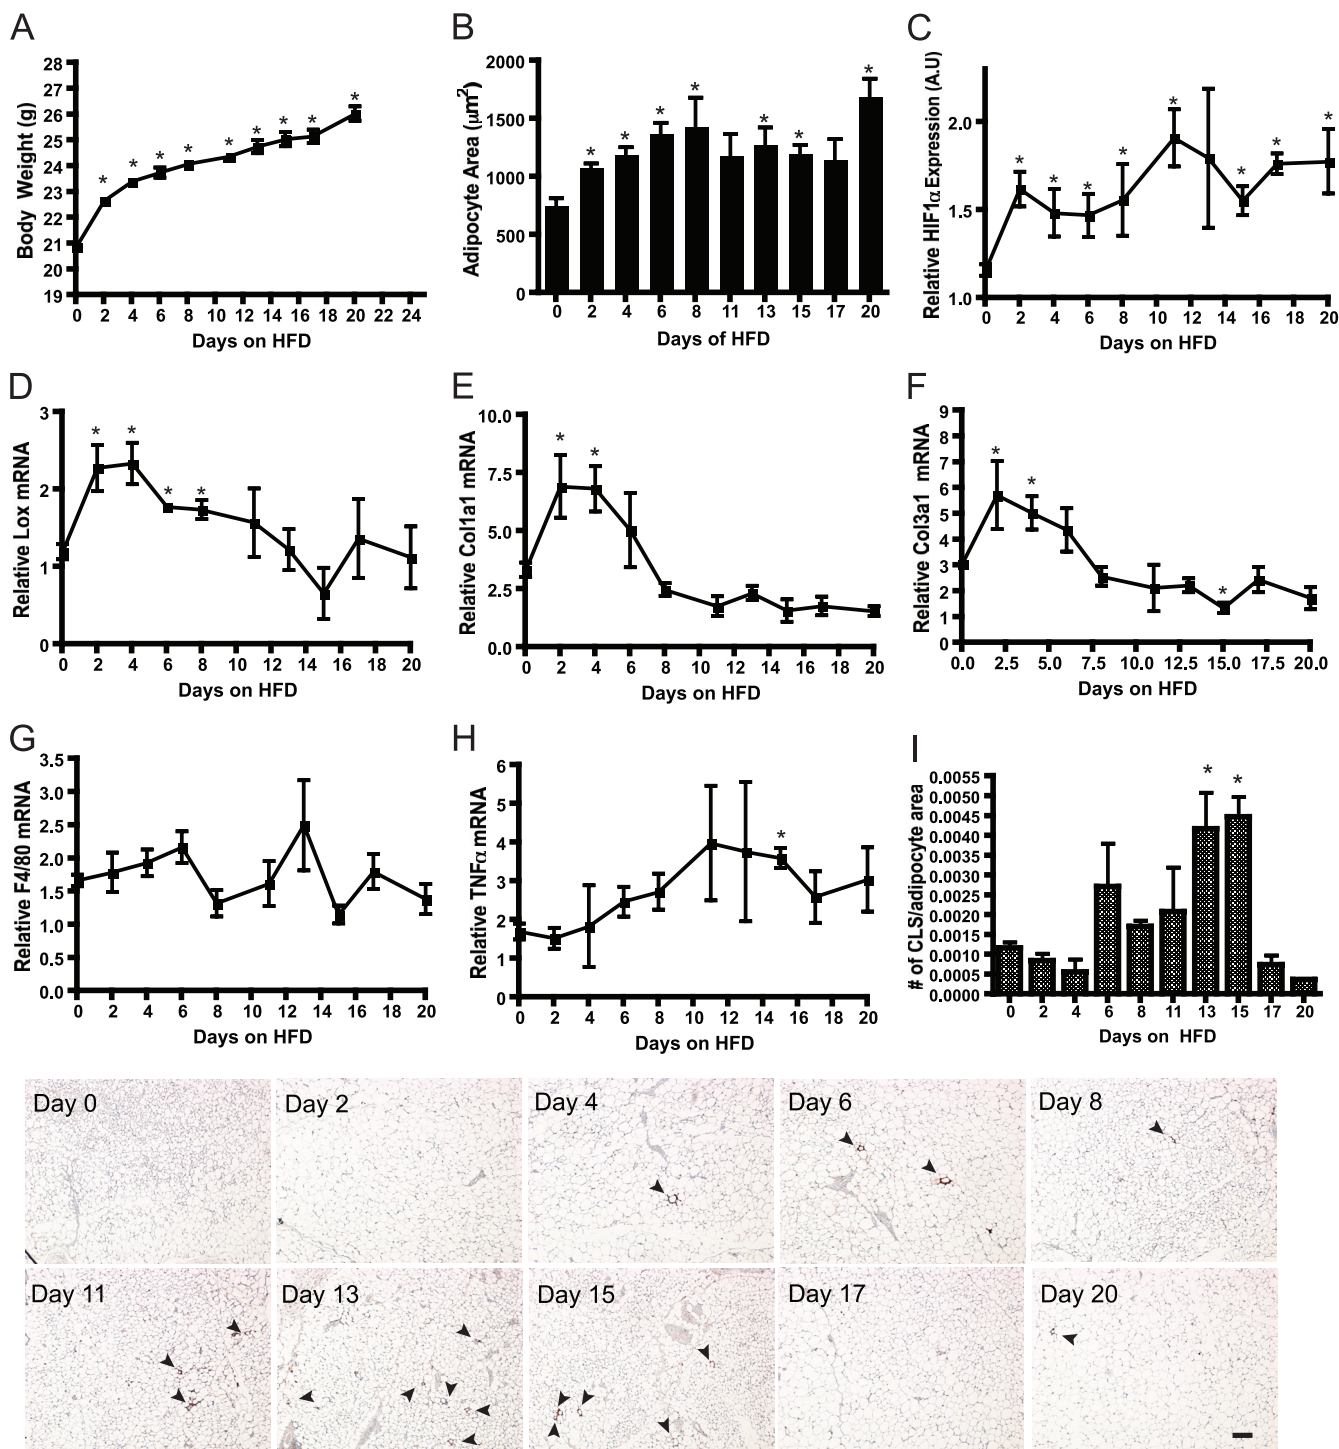 A
Body Weight (g)
28
27
26
25
24
23
22
21
20
19
* * * * * * * * *
0 2 4 6 8 10 12 14 16 18 20 22 24
Days on HFD
B
Adipocyte Area (µm²)
2000
1500
1000
500
0
* * * * * * *
0 2 4 6 8 11 13 15 17 20
Days of HFD
C
Relative HIF1α Expression (A.U)
2.0
1.5
1.0
* * * * * * * *
0 2 4 6 8 10 12 14 16 18 20
Days on HFD
D
Relative Lox mRNA
3
2
1
0
* * * *
0 2 4 6 8 10 12 14 16 18 20
Days on HFD
E
Relative Col1a1 mRNA
10.0
7.5
5.0
2.5
0.0
* *
0 2 4 6 8 10 12 14 16 18 20
Days on HFD
F
Relative Col3a1 mRNA
9
8
7
6
5
4
3
2
1
0
* * *
0.0 2.5 5.0 7.5 10.0 12.5 15.0 17.5 20.0
Days on HFD
G
Relative F4/80 mRNA
3.5
3.0
2.5
2.0
1.5
1.0
0.5
0.0
0 2 4 6 8 10 12 14 16 18 20
Days on HFD
H
Relative TNFα mRNA
6
5
4
3
2
1
0
*
0 2 4 6 8 10 12 14 16 18 20
Days on HFD
I
# of CLS/adipocyte area
0.0055
0.0050
0.0045
0.0040
0.0035
0.0030
0.0025
0.0020
0.0015
0.0010
0.0005
0.0000
* *
0 2 4 6 8 11 13 15 17 20
Days on HFD
Day 0
Day 2
Day 4
Day 6
Day 8
Day 11
Day 13
Day 15
Day 17
Day 20